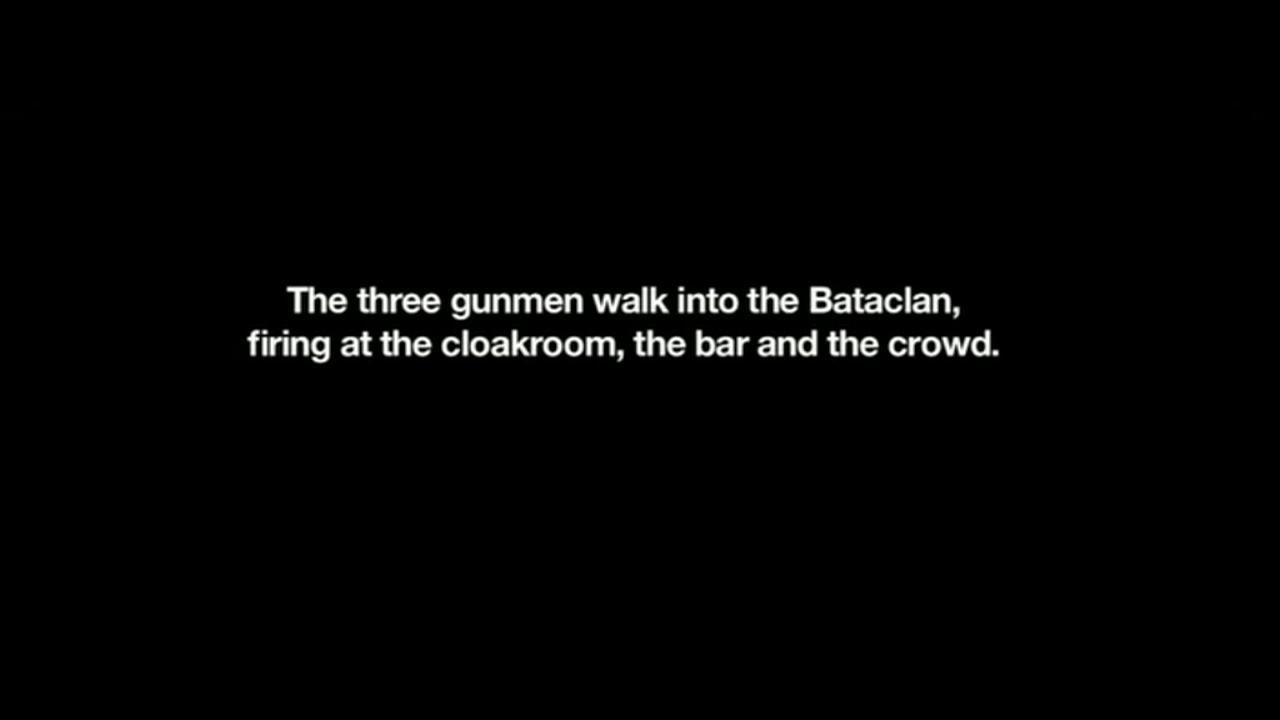 The three gunmen walk into the Bataclan,
firing at the cloakroom, the bar and the crowd.